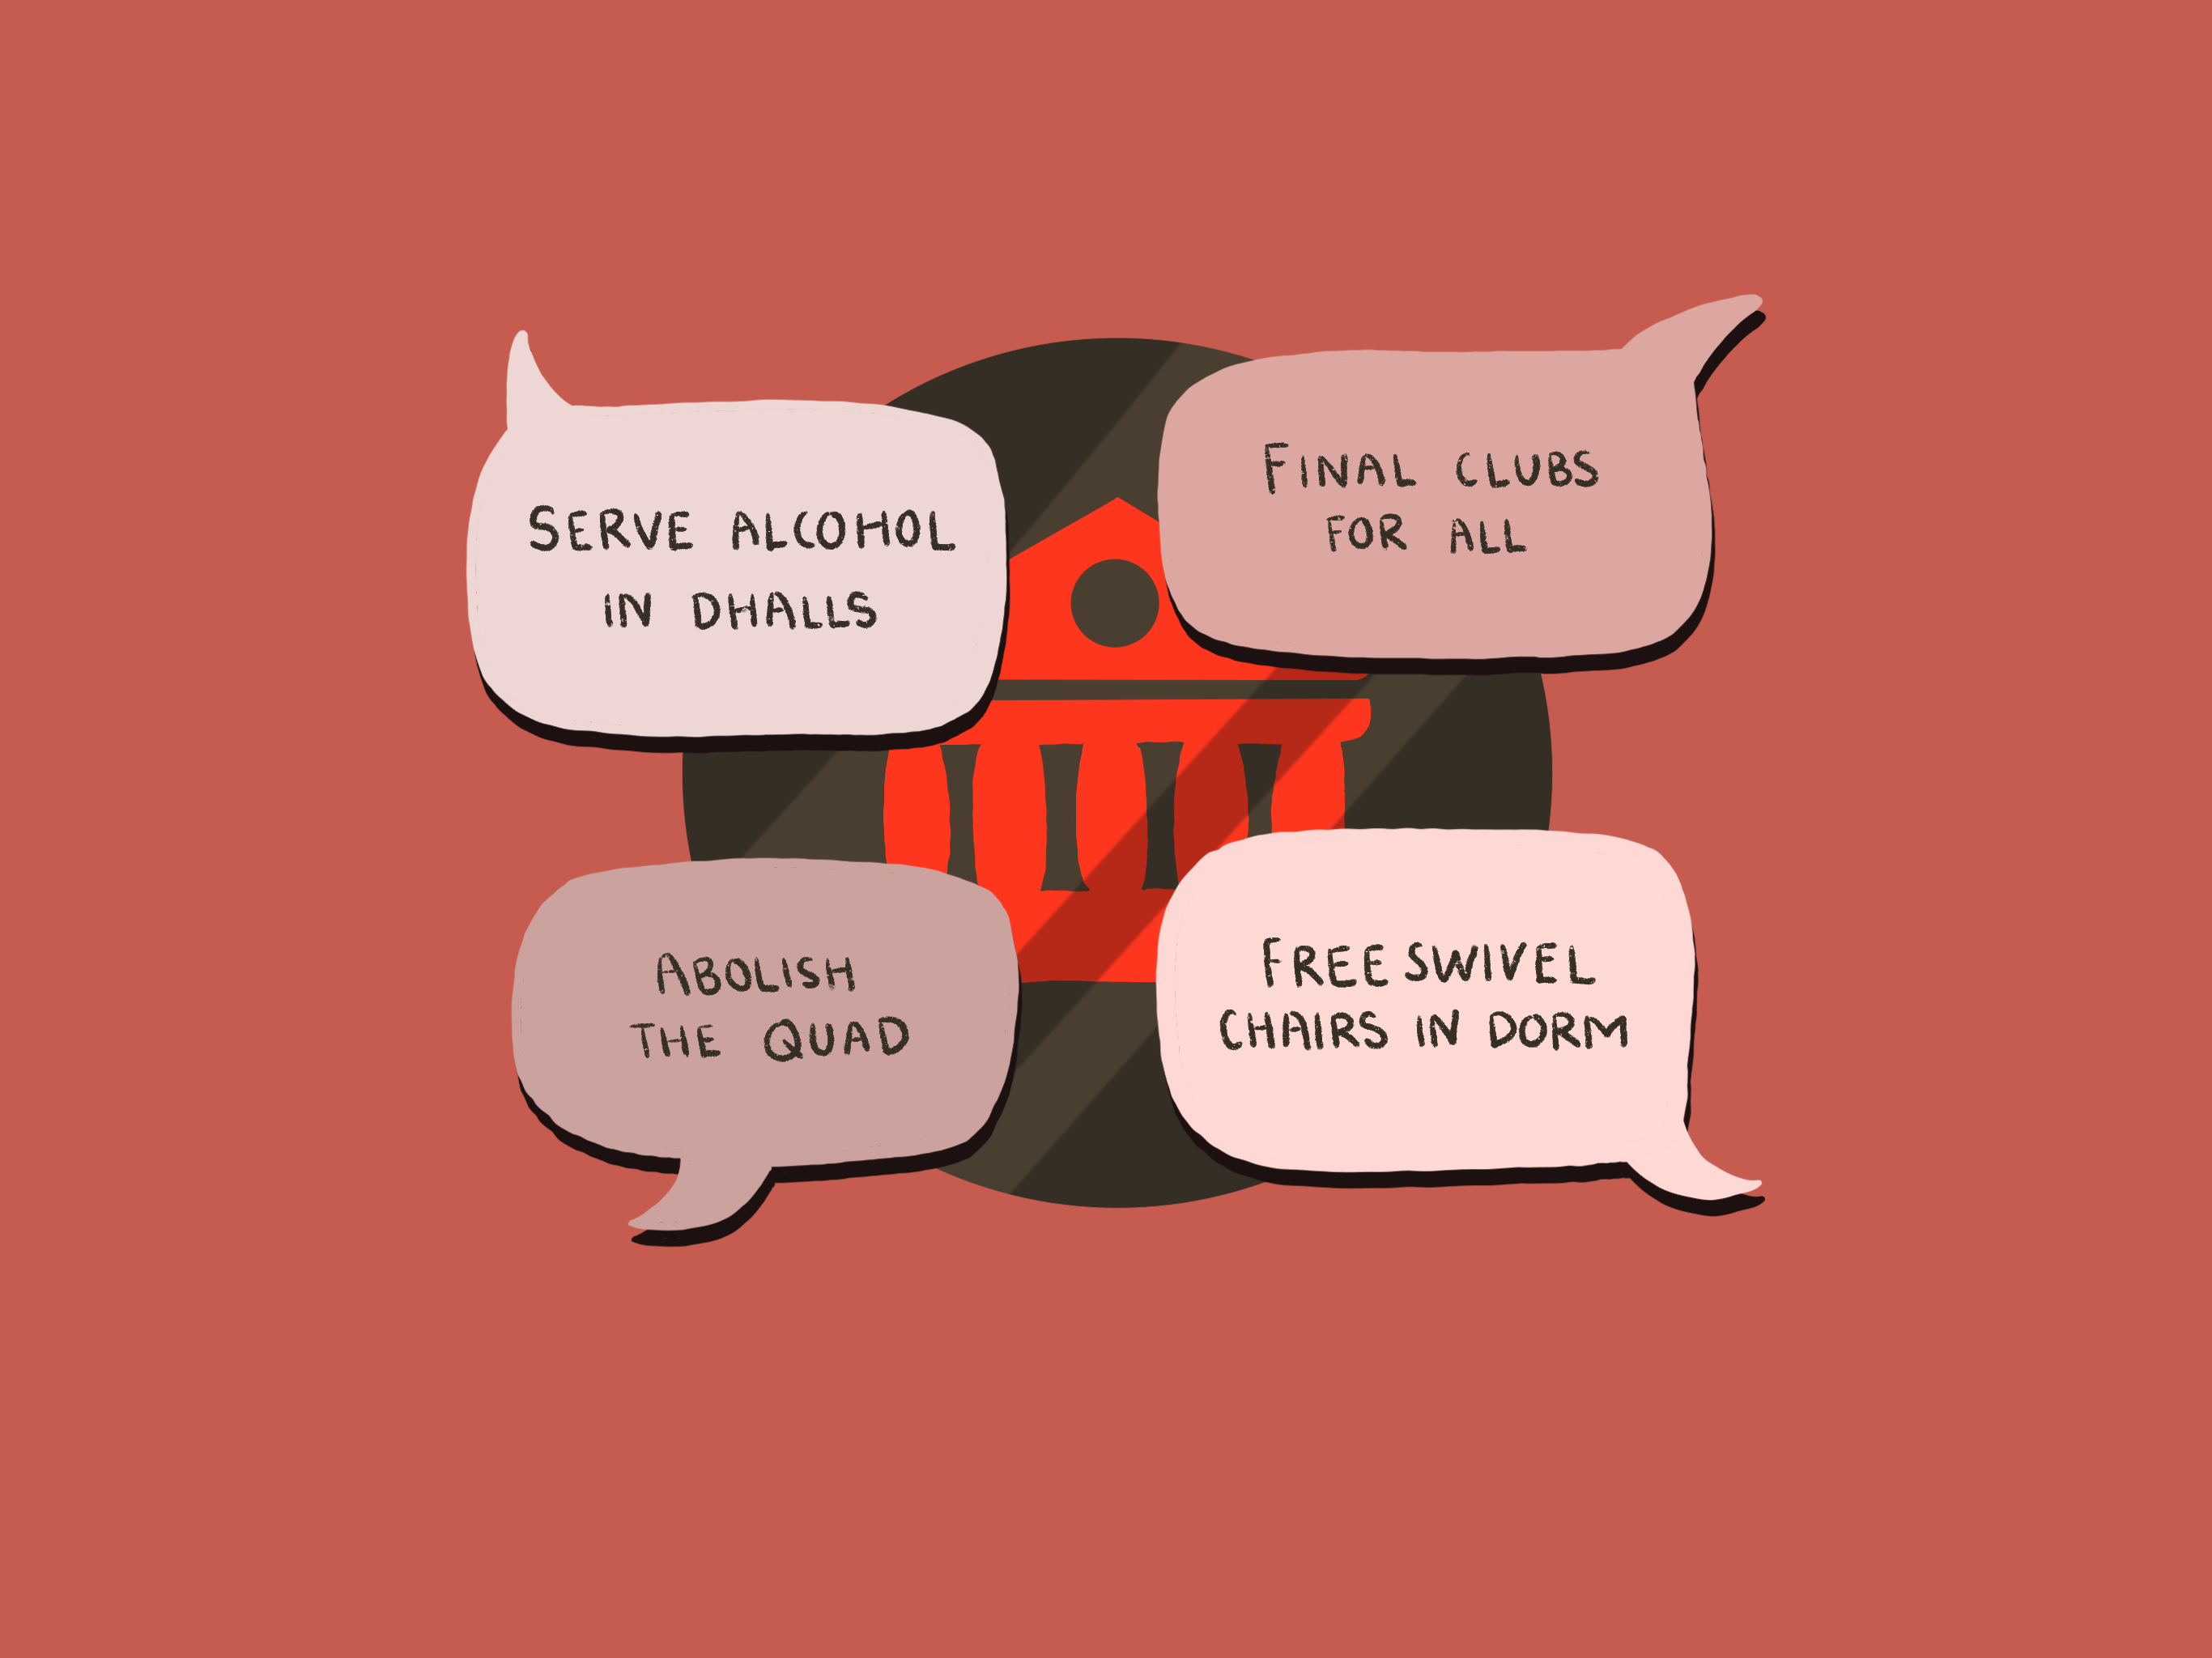 SERVE ALCOHOL
IN DHALLS
FINAL CLUBS
FOR ALL
ABOLISH
THE QUAD
FREE SWIVEL
CHAIRS IN DORM